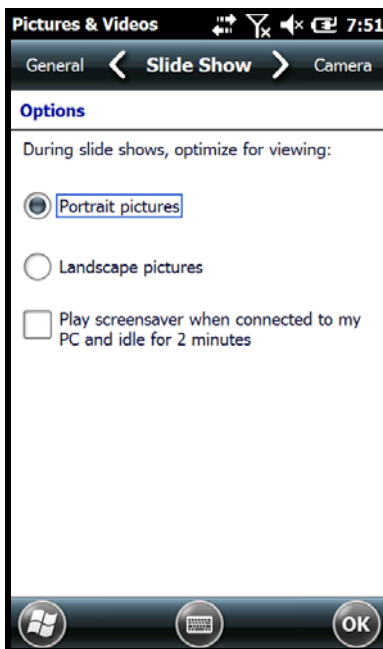 Pictures & Videos 7:51
General Slide Show Camera
Options
During slide shows, optimize for viewing:
Portrait pictures
Landscape pictures
Play screensaver when connected to my
PC and idle for 2 minutes
OK